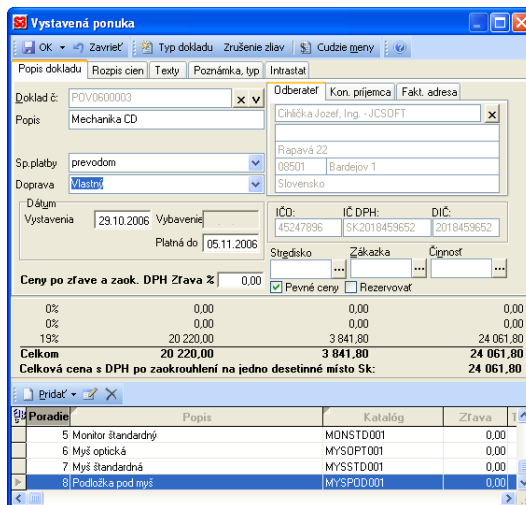 Vystavená ponuka
OK Zavrieť Typ dokladu Zrušenie zliav Cudzie meny
Popis dokladu Rozpis cien Texty Poznámka, typ Intrastat
Doklad č: POV0600003
Popis Mechanika CD
Sp.platby prevodom
Doprava Vlastný
Odberateľ Kon. príjemca Fakt. adresa
Cihlička Jozef, Ing. - JCSOFT
Rapavá 22
08501 Bardejov 1
Slovensko
Dátum
Vystavenia 29.10.2006 Vybavenie
Platná do 05.11.2006
IČO: IČ DPH: DIČ:
45247896 SK2018459652 2018459652
Stredisko Zákazka Činnosť
Ceny po zľave a zaok. DPH Zľava % 0,00
Pevné ceny Rezervovať
0% 0,00 0,00 0,00
0% 0,00 0,00 0,00
19% 20 220,00 3 841,80 24 061,80
Celkom 20 220,00 3 841,80 24 061,80
Celková cena s DPH po zaokrouhlení na jedno desetinné místo Sk: 24 061,80
Pridať
Poradie Popis Katalóg Zľava
5 Monitor štandardný MONSTD001 0,00
6 Myš optická MYSOPT001 0,00
7 Myš štandardná MYSSTD001 0,00
8 Podložka pod myš MYSPOD001 0,00